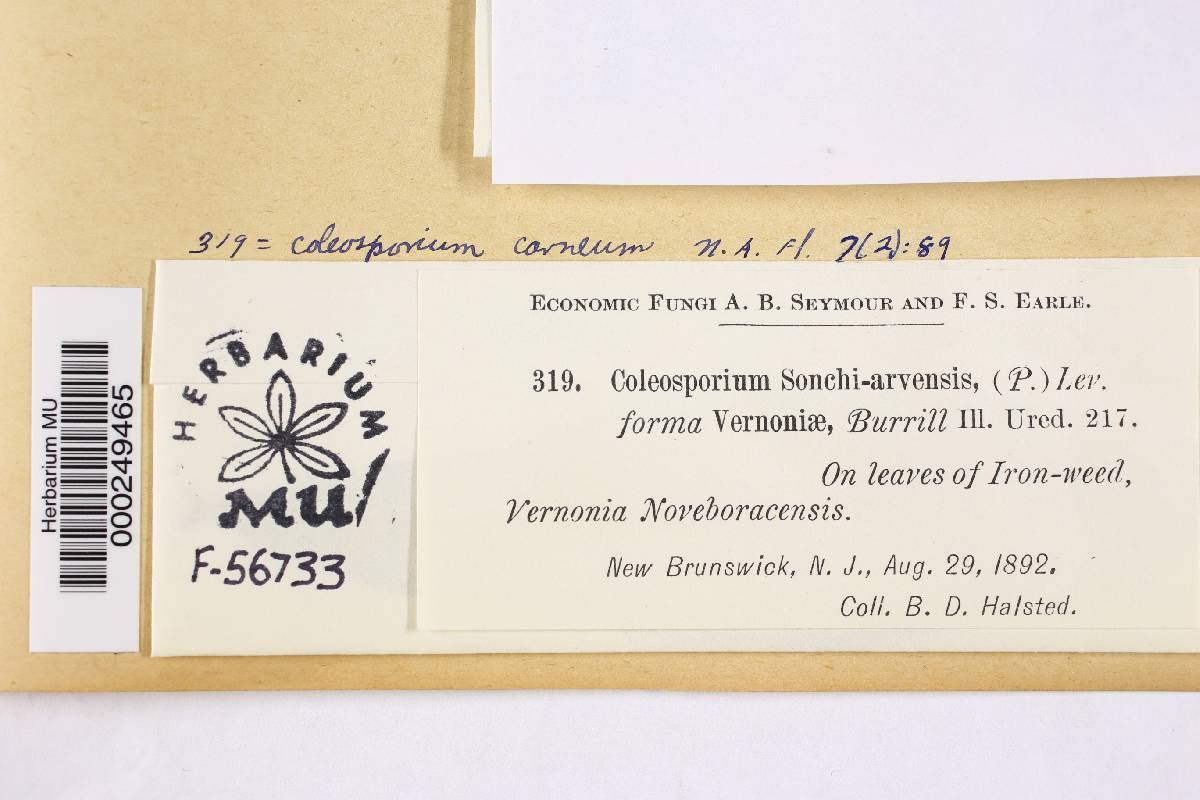 319 = Coleosporium carneum N. A. Fl. 7(2):89
Herbarium MU
000249465
HERBARIUM
MU
F-56733
Economic Fungi A. B. Seymour and F. S. Earle.
319. Coleosporium Sonchi-arvensis, (P.) Lev.
forma Vernoniæ, Burrill Ill. Ured. 217.
On leaves of Iron-weed,
Vernonia Noveboracensis.
New Brunswick, N. J., Aug. 29, 1892.
Coll. B. D. Halsted.